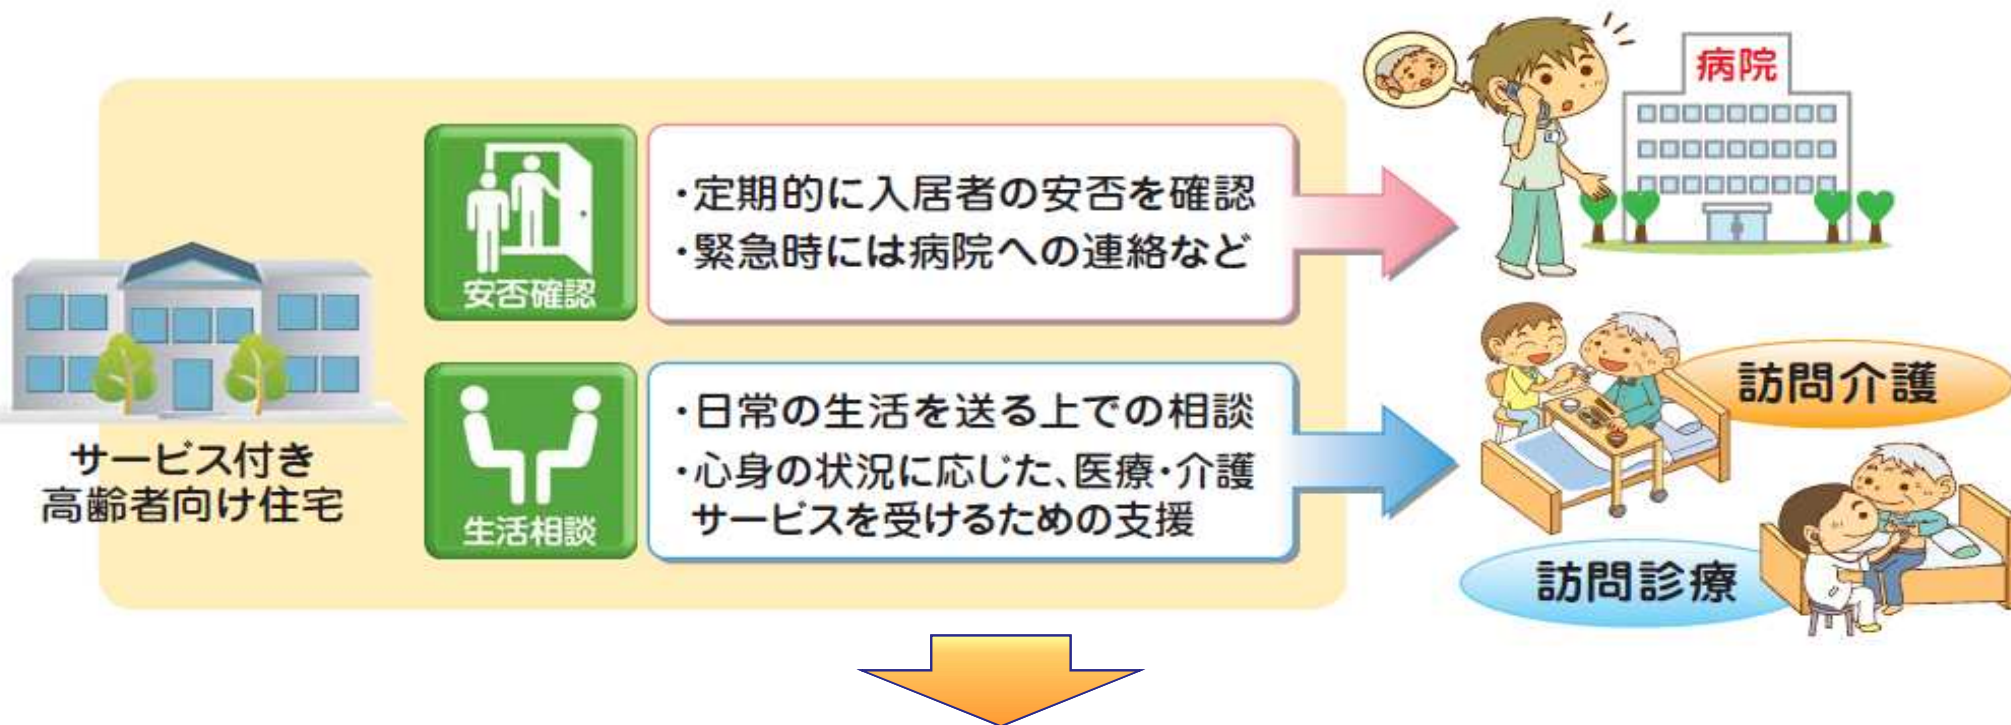 サービス付き
高齢者向け住宅
安否確認
・定期的に入居者の安否を確認
・緊急時には病院への連絡など
病院
生活相談
・日常の生活を送る上での相談
・心身の状況に応じた、医療・介護
サービスを受けるための支援
訪問介護
訪問診療